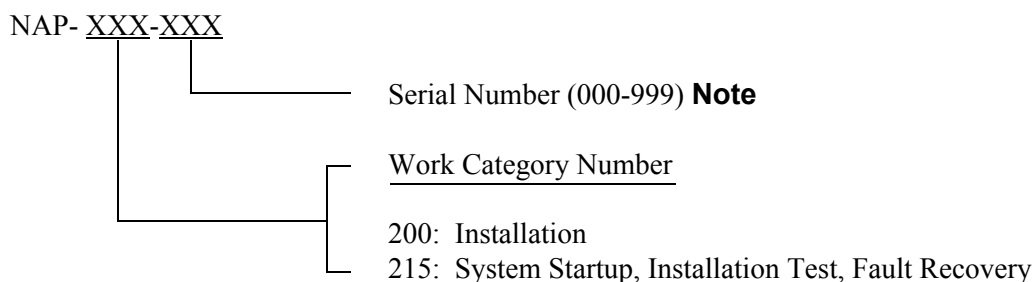 NAP- XXX-XXX
Serial Number (000-999) Note
Work Category Number
200: Installation
215: System Startup, Installation Test, Fault Recovery